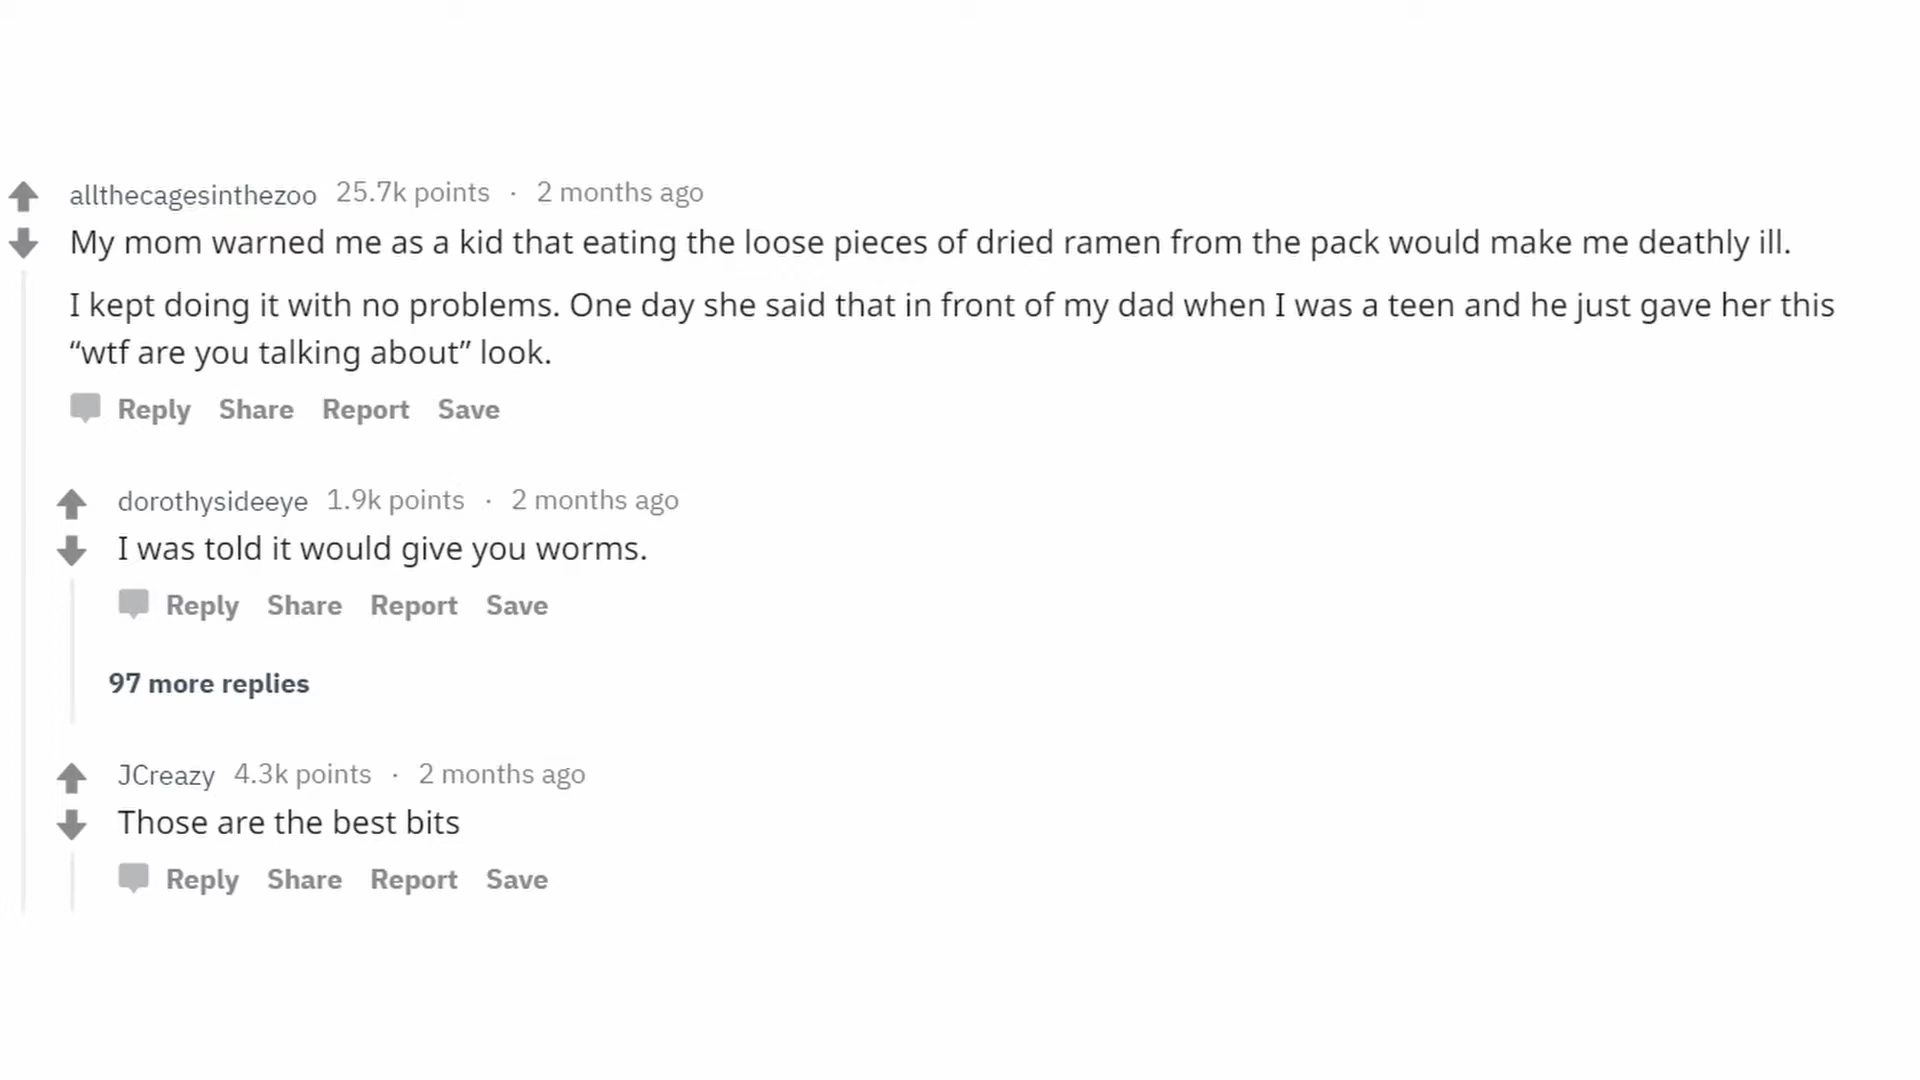 allthecagesinthezoo 25.7k points · 2 months ago
My mom warned me as a kid that eating the loose pieces of dried ramen from the pack would make me deathly ill.
I kept doing it with no problems. One day she said that in front of my dad when I was a teen and he just gave her this
“wtf are you talking about” look.
Reply Share Report Save
dorothysideeye 1.9k points · 2 months ago
I was told it would give you worms.
Reply Share Report Save
97 more replies
JCreazy 4.3k points · 2 months ago
Those are the best bits
Reply Share Report Save